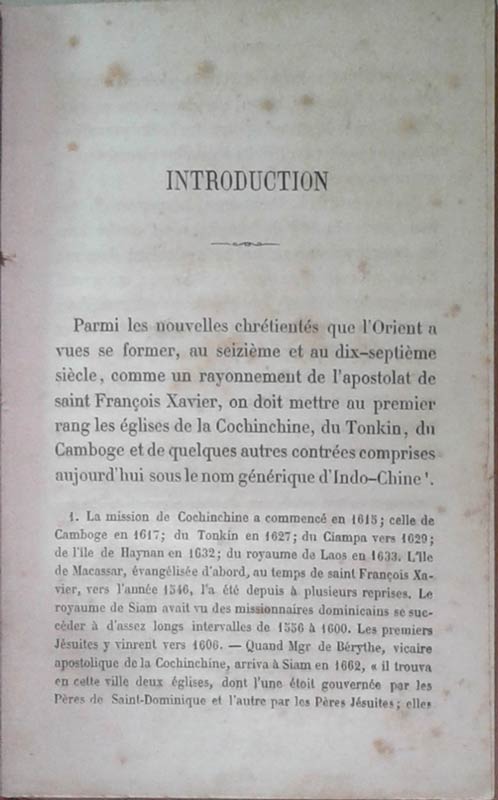 INTRODUCTION
Parmi les nouvelles chrétientés que l'Orient a
vues se former, au seizième et au dix-septième
siècle, comme un rayonnement de l'apostolat de
saint François Xavier, on doit mettre au premier
rang les églises de la Cochinchine, du Tonkin, du
Camboge et de quelques autres contrées comprises
aujourd'hui sous le nom générique d'Indo-Chine ¹.
1. La mission de Cochinchine a commencé en 1615; celle de
Camboge en 1617; du Tonkin en 1627; du Ciampa vers 1629;
de l'île de Haynan en 1632; du royaume de Laos en 1633. L'île
de Macassar, évangélisée d'abord, au temps de saint François Xa-
vier, vers l'année 1546, l'a été depuis à plusieurs reprises. Le
royaume de Siam avait vu des missionnaires dominicains se suc-
céder à d'assez longs intervalles de 1556 à 1600. Les premiers
Jésuites y vinrent vers 1606. — Quand Mgr de Bérythe, vicaire
apostolique de la Cochinchine, arriva à Siam en 1662, « il trouva
en cette ville deux églises, dont l'une étoit gouvernée par les
Pères de Saint-Dominique et l'autre par les Pères Jésuites; elles